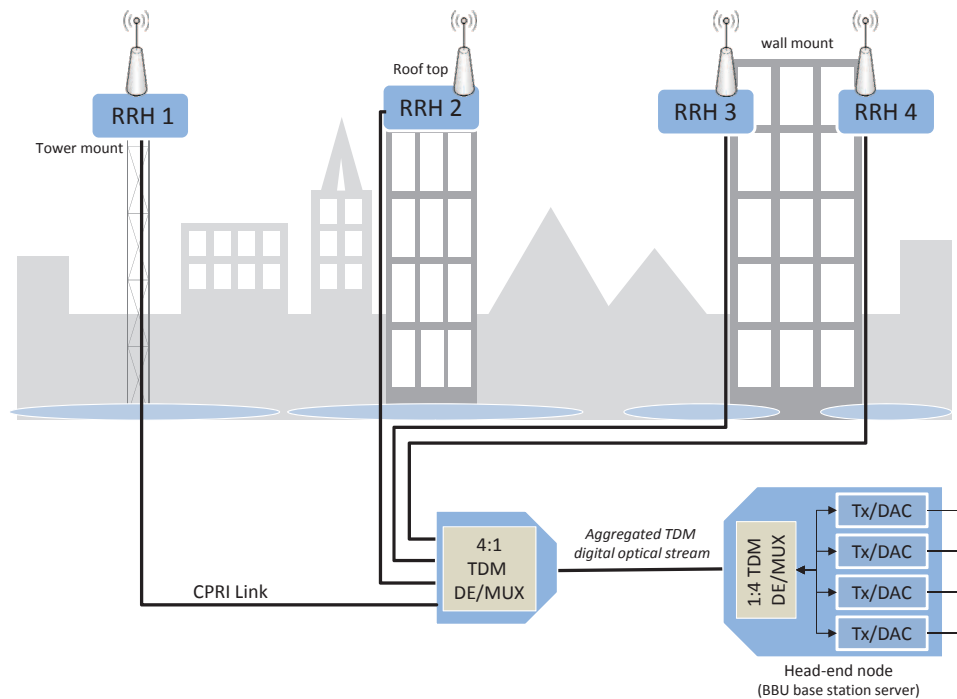 wall mount
Roof top
RRH 1
RRH 2
RRH 3
RRH 4
Tower mount
CPRI Link
4:1
TDM
DE/MUX
Aggregated TDM
digital optical stream
1:4 TDM
DE/MUX
Tx/DAC
Tx/DAC
Tx/DAC
Tx/DAC
Head-end node
(BBU base station server)